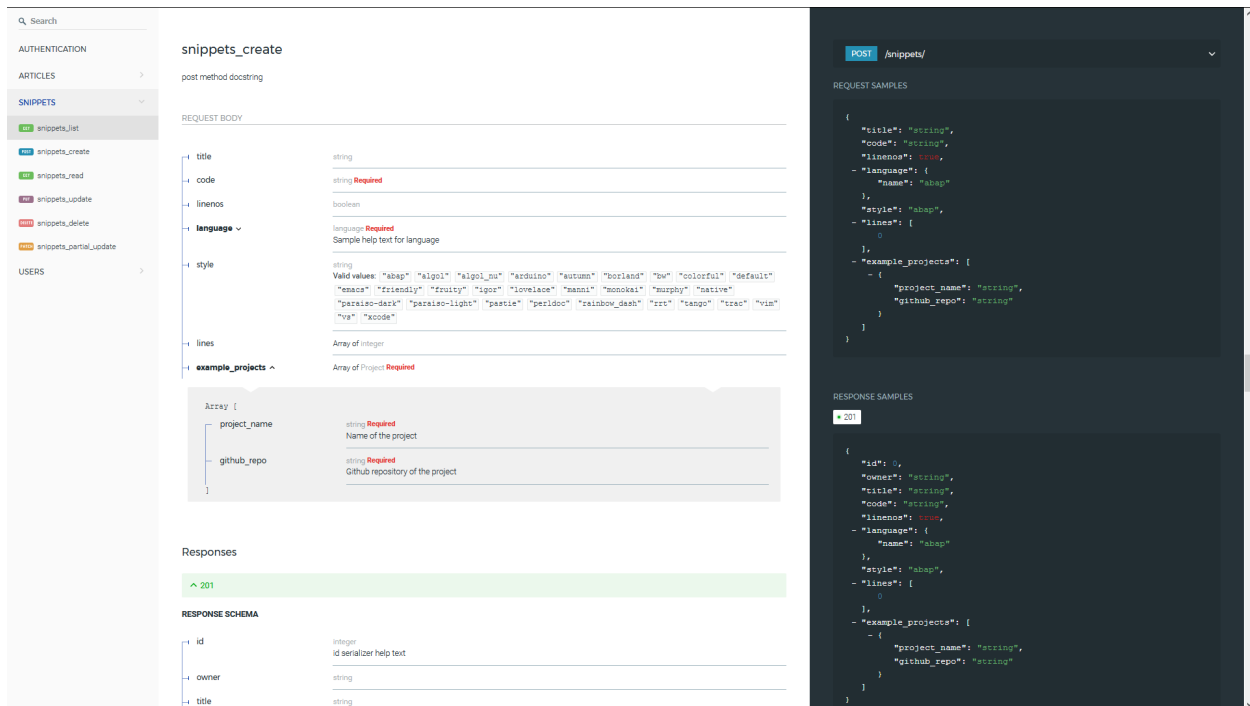 Search
AUTHENTICATION
ARTICLES
SNIPPETS
GET snippets_list
POST snippets_create
GET snippets_read
PUT snippets_update
DELETE snippets_delete
PATCH snippets_partial_update
USERS
snippets_create
post method docstring
REQUEST BODY
title string
code string Required
linenos boolean
language language Required
Sample help text for language
style string
Valid values: "abap" "algol" "algol_nu" "arduino" "autumn" "borland" "bw" "colorful" "default"
"emacs" "friendly" "fruity" "igor" "lovelace" "manni" "monokai" "murphy" "native"
"paraiso-dark" "paraiso-light" "pastie" "perldoc" "rainbow_dash" "rrt" "tango" "trac" "vim"
"vs" "xcode"
lines Array of integer
example_projects Array of Project Required
Array [
project_name string Required
Name of the project
github_repo string Required
Github repository of the project
]
Responses
201
RESPONSE SCHEMA
id integer
id serializer help text
owner string
title string
POST /snippets/
REQUEST SAMPLES
{
"title": "string",
"code": "string",
"linenos": true,
- "language": {
"name": "abap"
},
"style": "abap",
- "lines": [
0
],
- "example_projects": [
- {
"project_name": "string",
"github_repo": "string"
}
]
}
RESPONSE SAMPLES
201
{
"id": 0,
"owner": "string",
"title": "string",
"code": "string",
"linenos": true,
- "language": {
"name": "abap"
},
"style": "abap",
- "lines": [
0
],
- "example_projects": [
- {
"project_name": "string",
"github_repo": "string"
}
]
}